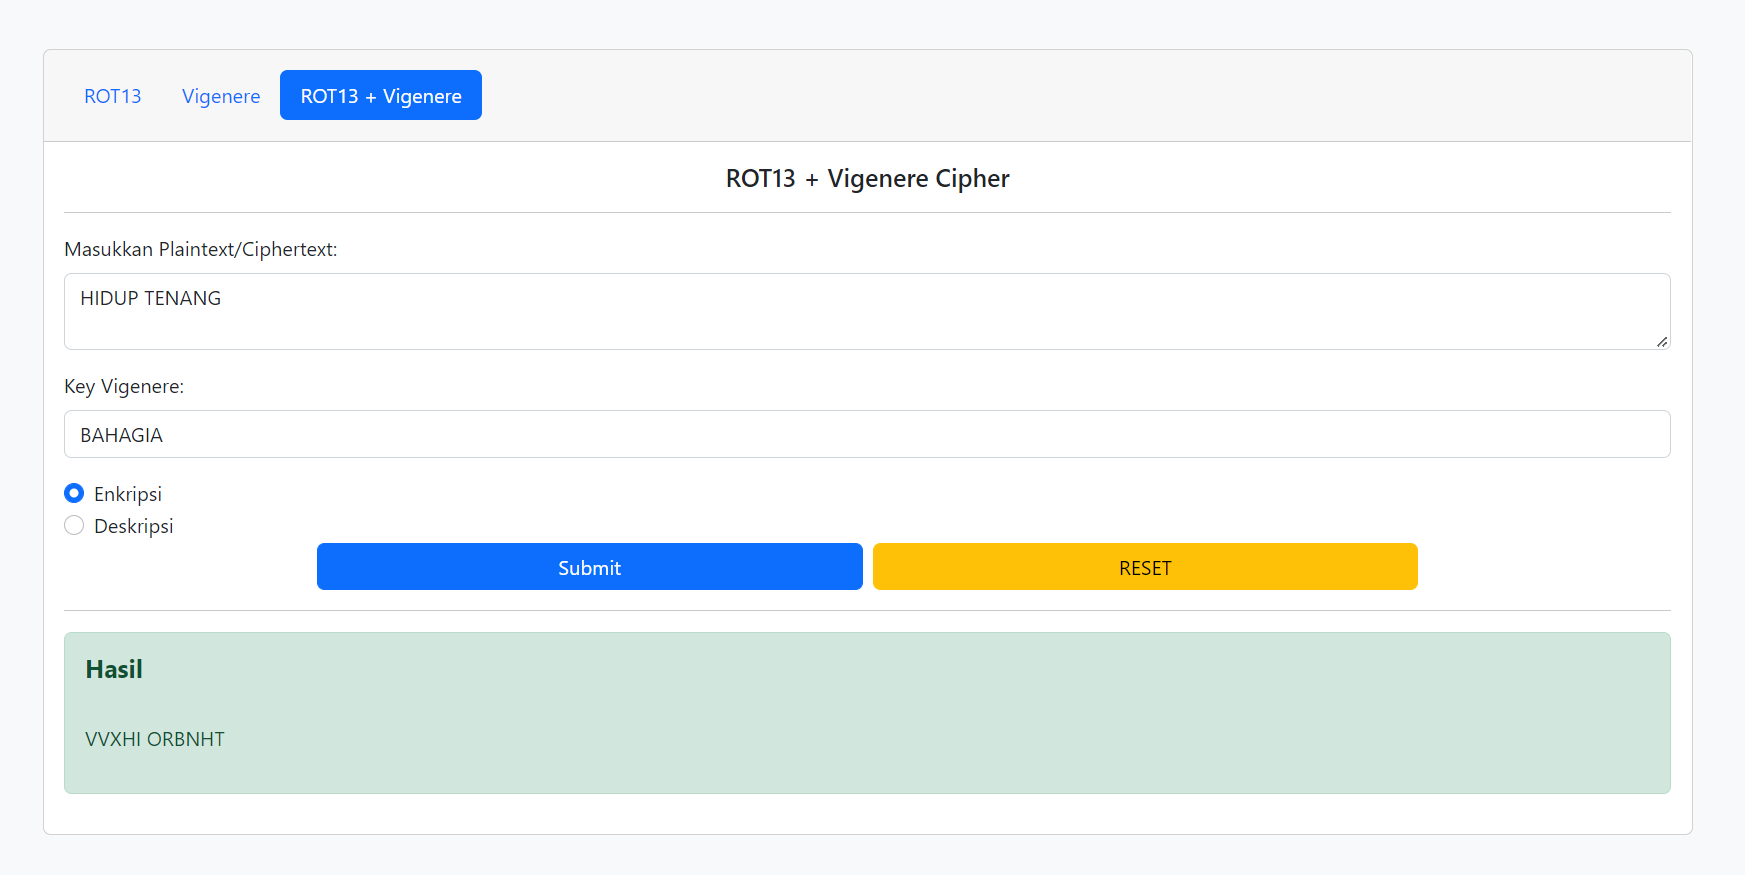 ROT13 Vigenere ROT13 + Vigenere
ROT13 + Vigenere Cipher
Masukkan Plaintext/Ciphertext:
HIDUP TENANG
Key Vigenere:
BAHAGIA
Enkripsi
Deskripsi
Submit RESET
Hasil
VVXHI ORBNHT